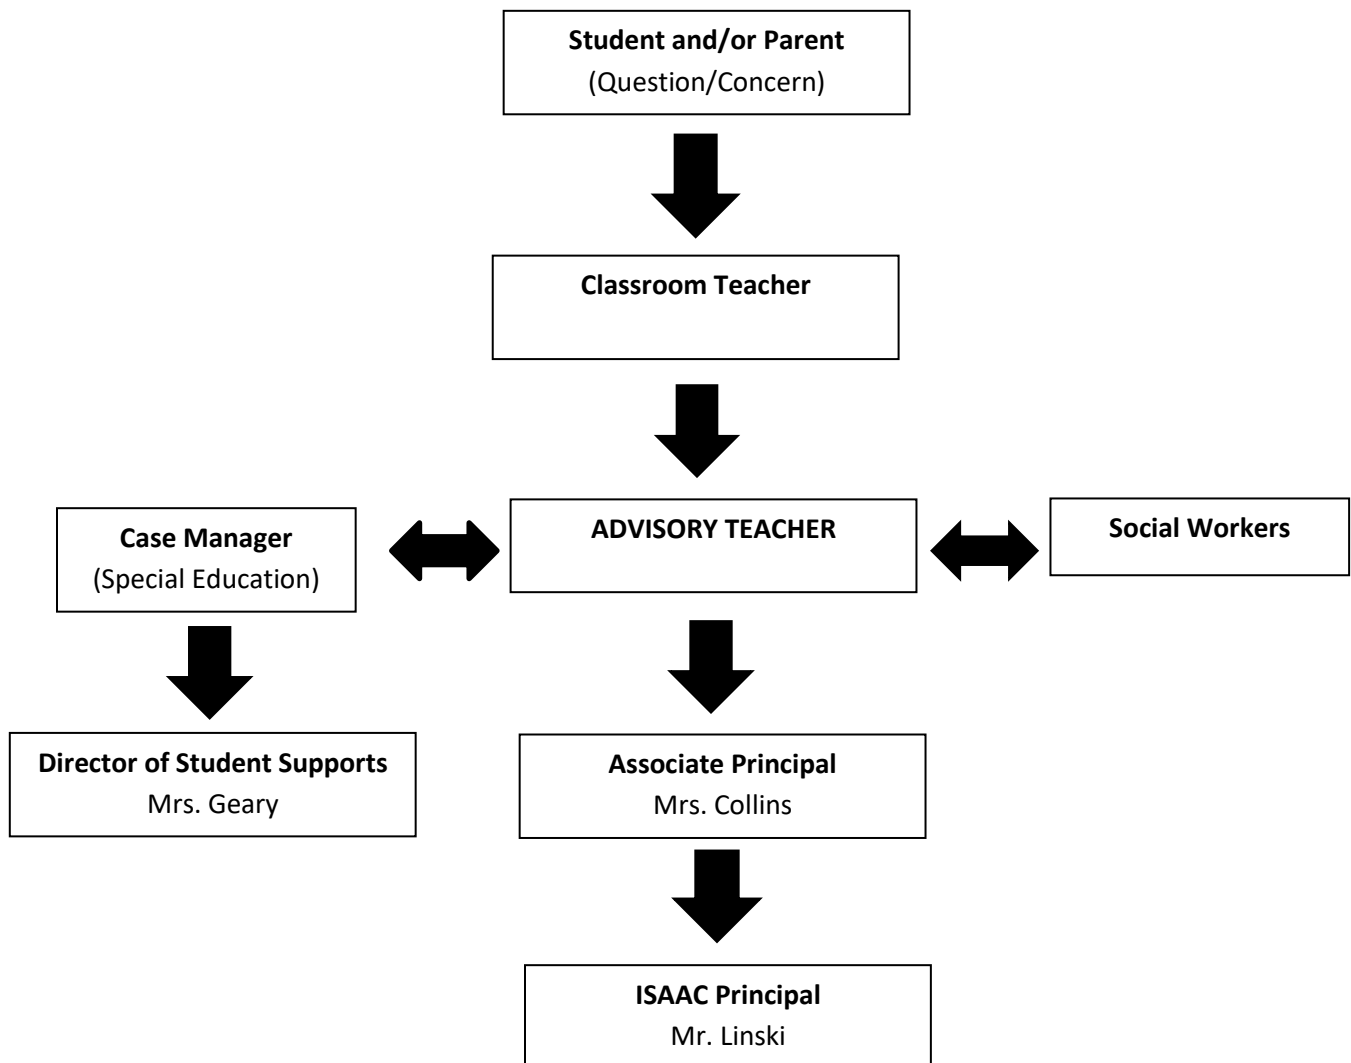 Student and/or Parent
(Question/Concern)
Classroom Teacher
Case Manager
(Special Education)
ADVISORY TEACHER
Social Workers
Director of Student Supports
Mrs. Geary
Associate Principal
Mrs. Collins
ISAAC Principal
Mr. Linski